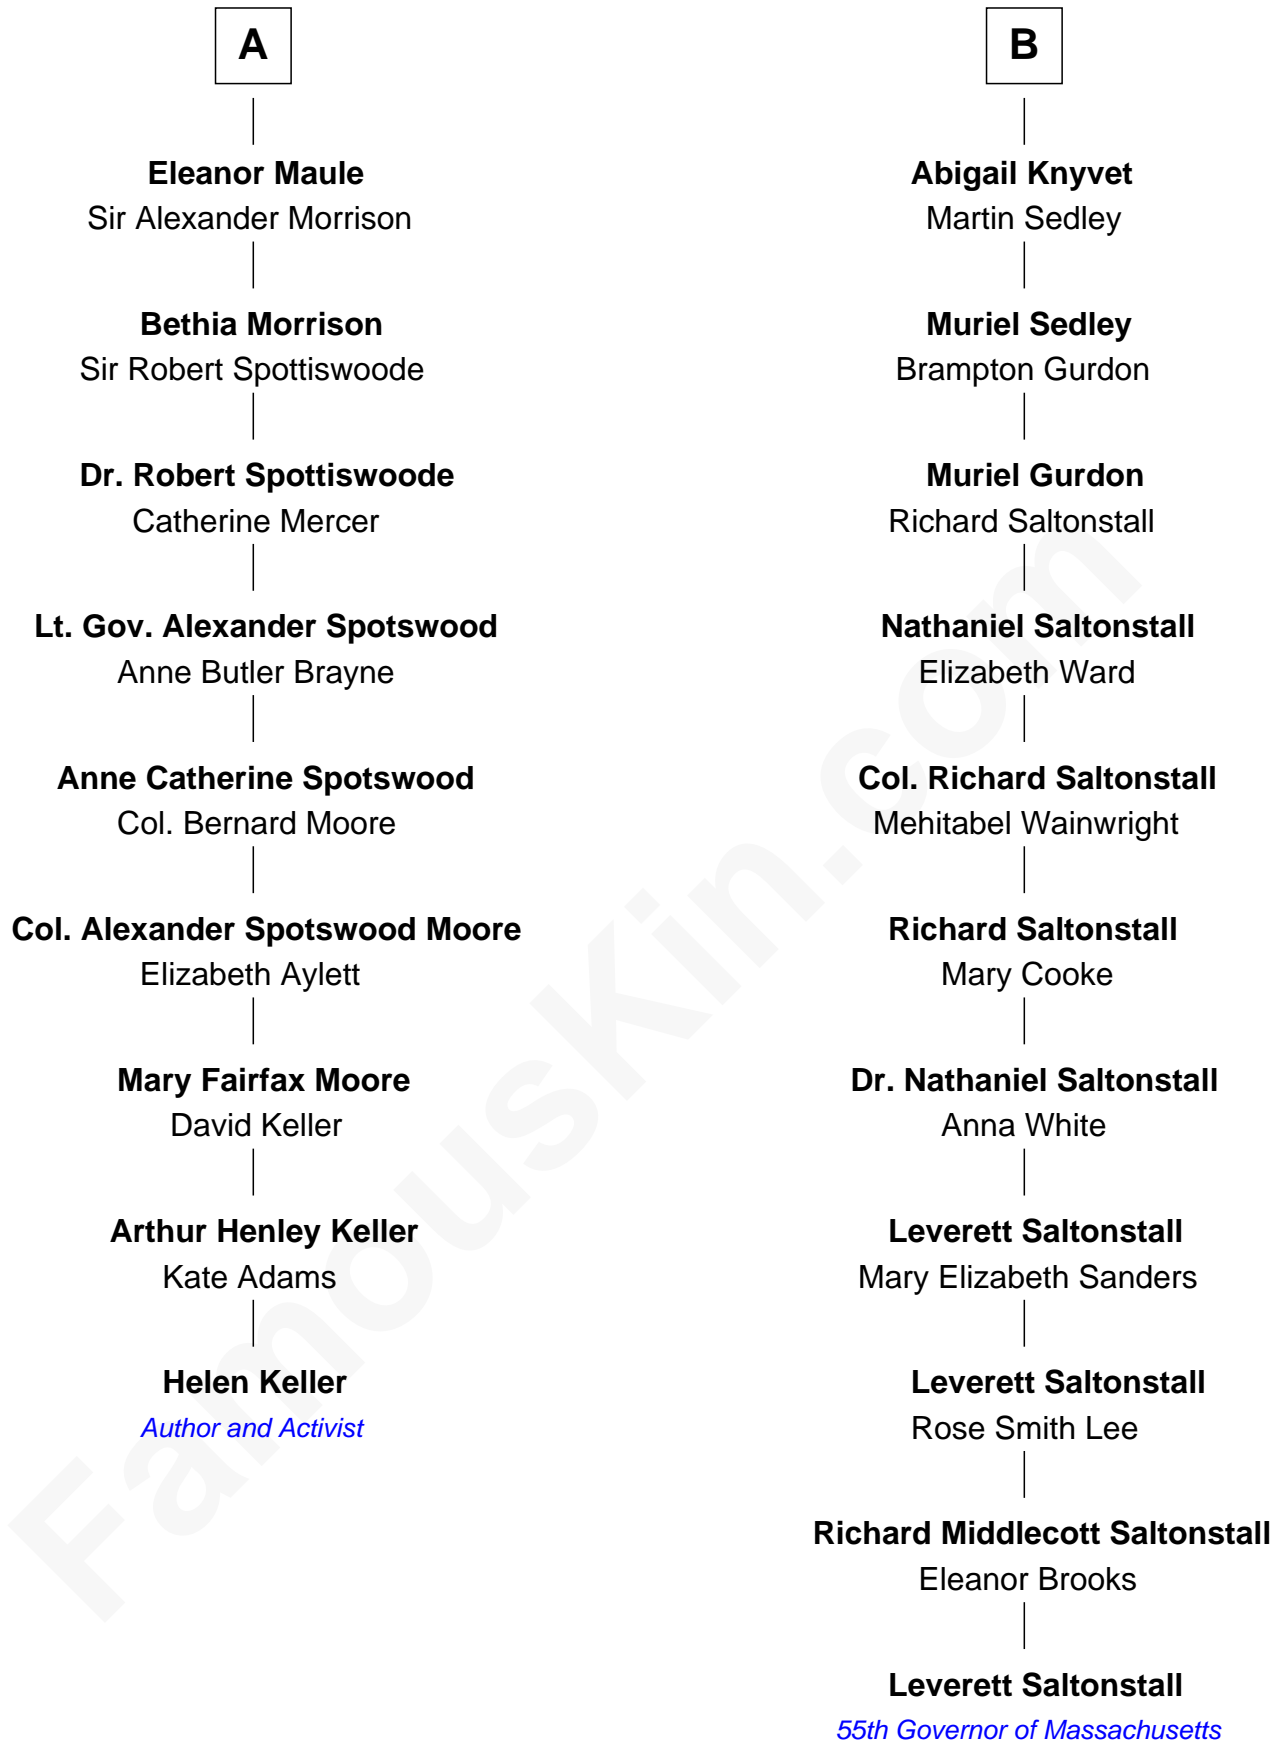 A
Eleanor Maule
Sir Alexander Morrison
Bethia Morrison
Sir Robert Spottiswoode
Dr. Robert Spottiswoode
Catherine Mercer
Lt. Gov. Alexander Spotswood
Anne Butler Brayne
Anne Catherine Spotswood
Col. Bernard Moore
Col. Alexander Spotswood Moore
Elizabeth Aylett
Mary Fairfax Moore
David Keller
Arthur Henley Keller
Kate Adams
Helen Keller
Author and Activist
B
Abigail Knyvet
Martin Sedley
Muriel Sedley
Brampton Gurdon
Muriel Gurdon
Richard Saltonstall
Nathaniel Saltonstall
Elizabeth Ward
Col. Richard Saltonstall
Mehitabel Wainwright
Richard Saltonstall
Mary Cooke
Dr. Nathaniel Saltonstall
Anna White
Leverett Saltonstall
Mary Elizabeth Sanders
Leverett Saltonstall
Rose Smith Lee
Richard Middlecott Saltonstall
Eleanor Brooks
Leverett Saltonstall
55th Governor of Massachusetts
FamousKin.com